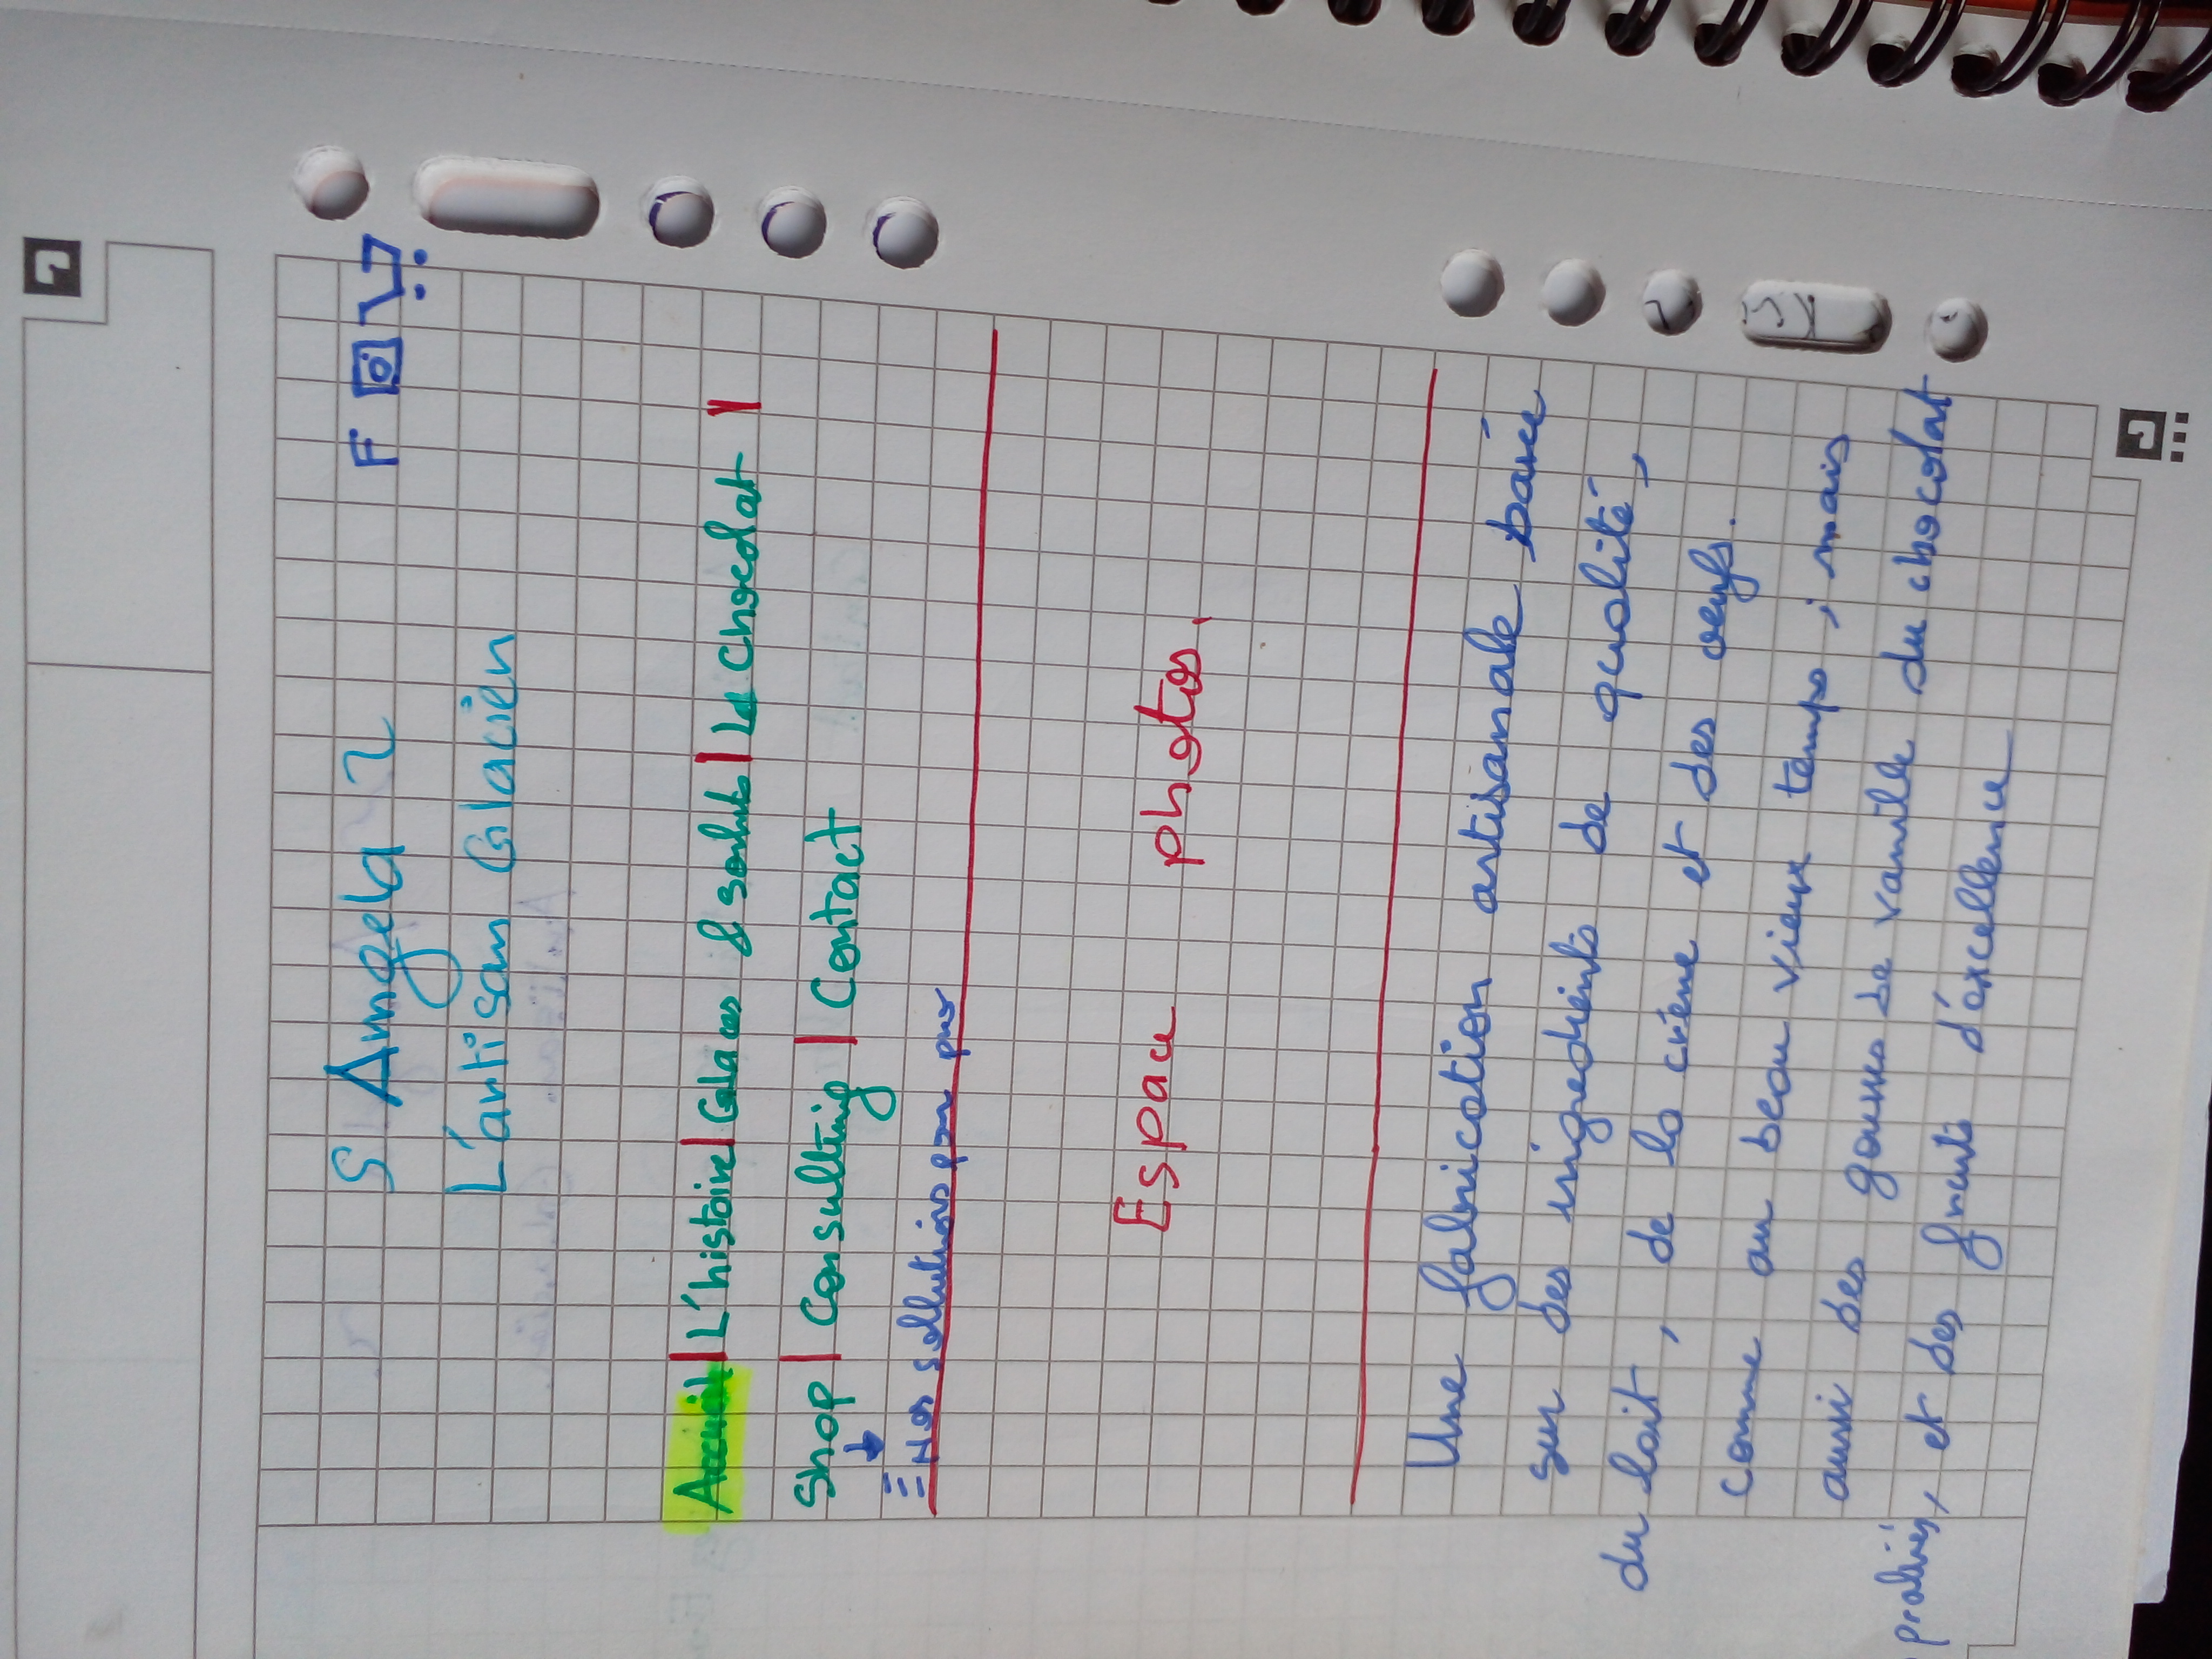 S Angela 2
F
L'artisan Glacier
Accueil | L'histoire | Glaces & sorbets | Le Chocolat |
Shop | Consulting | Contact
Nos sollutions pour pro
Espace photos.
Une fabrication artisanale basée
sur des ingredients de qualité,
du lait, de la crème et des oeufs.
comme au beau vieux temps, mais
aussi des gousses de vanille du chocolat
pralinés, et des fruits d'excellence